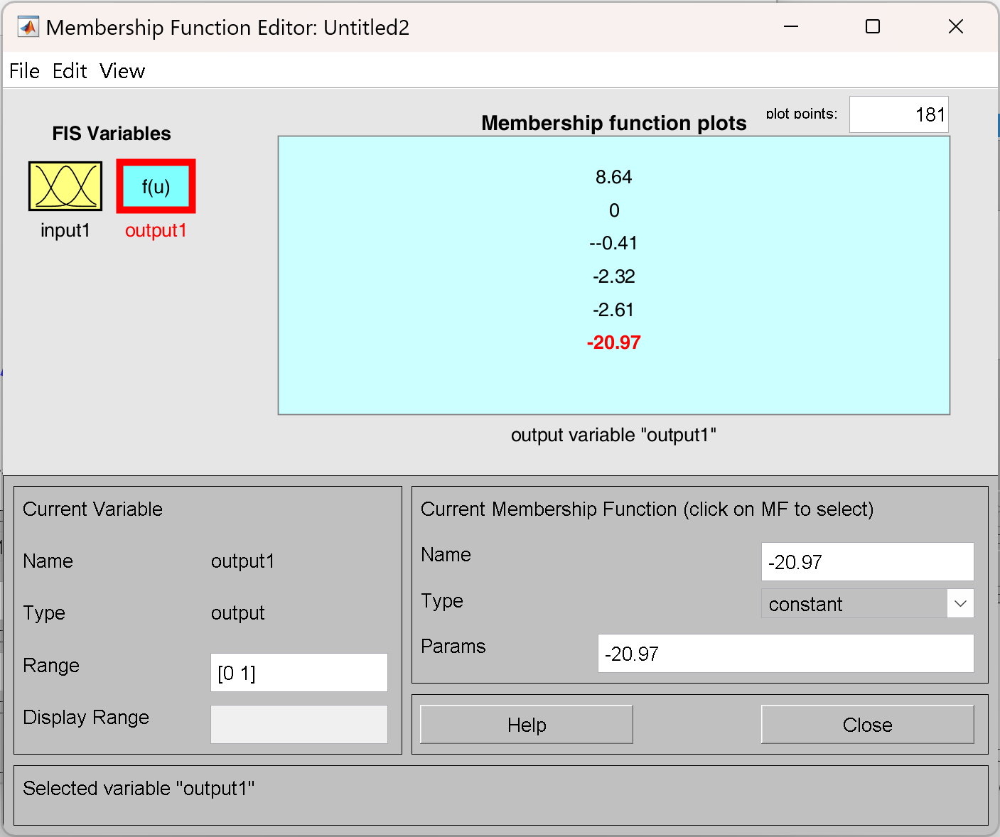 Membership Function Editor: Untitled2
File Edit View
FIS Variables
f(u)
input1 output1
Membership function plots
plot points: 181
8.64
0
--0.41
-2.32
-2.61
-20.97
output variable "output1"
Current Variable
Name output1
Type output
Range [0 1]
Display Range
Current Membership Function (click on MF to select)
Name -20.97
Type constant
Params -20.97
Help Close
Selected variable "output1"